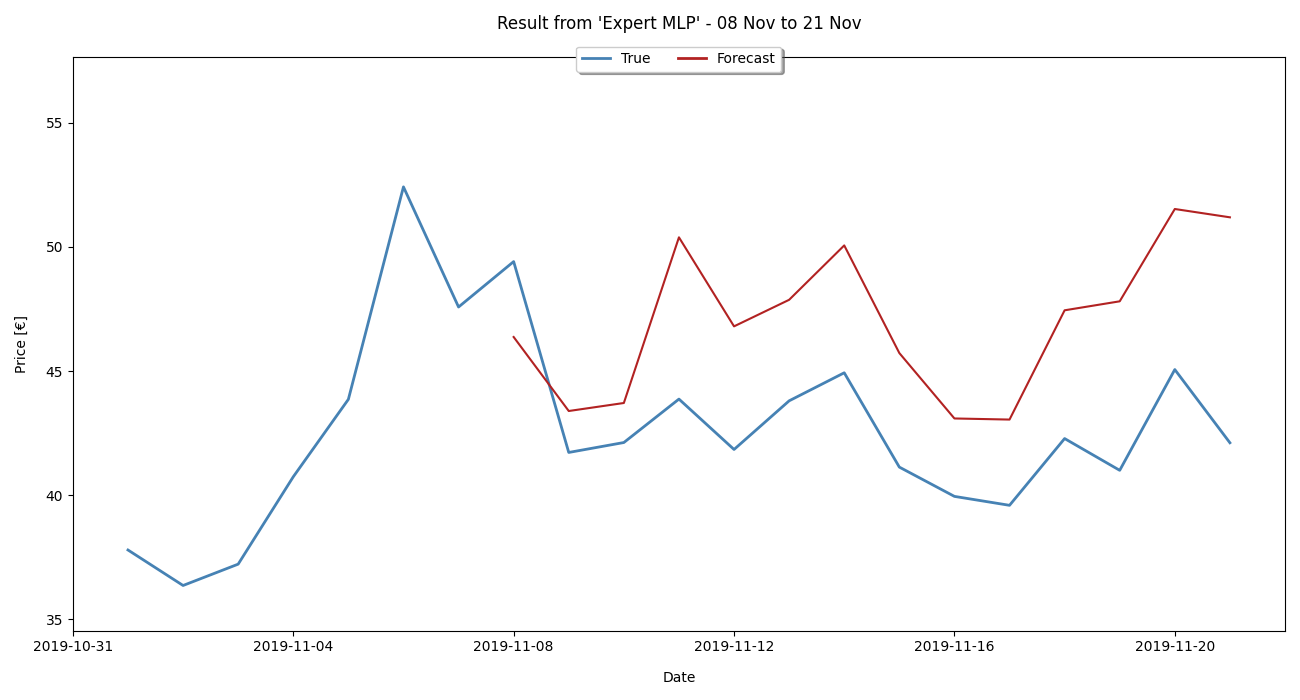 Result from 'Expert MLP' - 08 Nov to 21 Nov
True
Forecast
55
50
45
40
35
Price [€]
2019-10-31
2019-11-04
2019-11-08
2019-11-12
2019-11-16
2019-11-20
Date